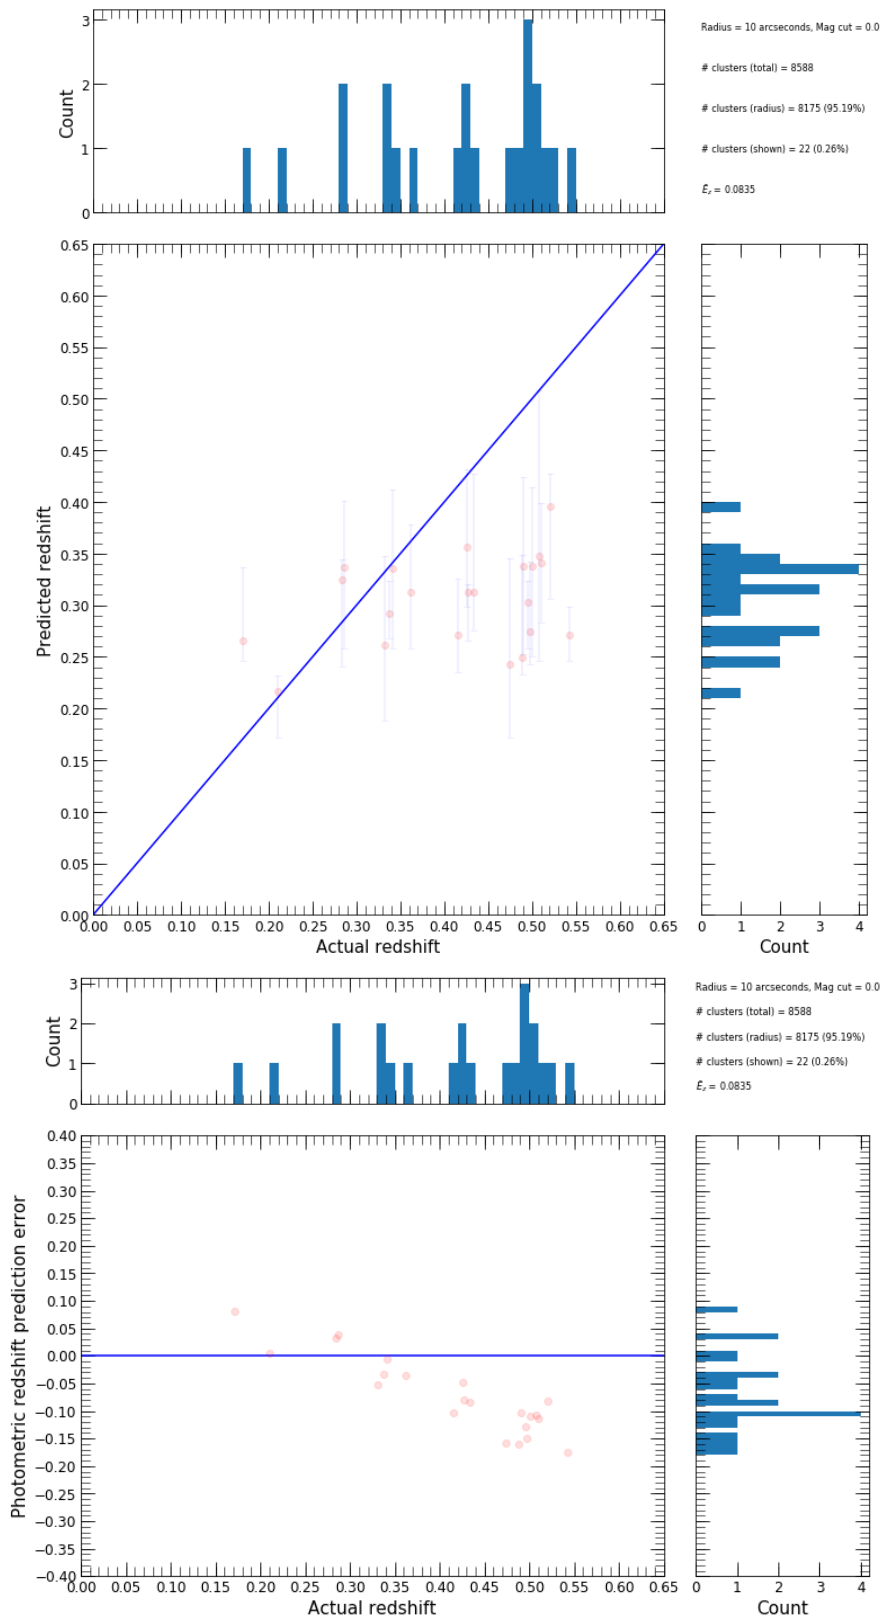 3
2
1
0
Count
Radius = 10 arcseconds, Mag cut = 0.0
# clusters (total) = 8588
# clusters (radius) = 8175 (95.19%)
# clusters (shown) = 22 (0.26%)
Ēz = 0.0835
0.65
0.60
0.55
0.50
0.45
0.40
0.35
0.30
0.25
0.20
0.15
0.10
0.05
0.00
Predicted redshift
0.00 0.05 0.10 0.15 0.20 0.25 0.30 0.35 0.40 0.45 0.50 0.55 0.60 0.65
Actual redshift
0 1 2 3 4
Count
3
2
1
0
Count
Radius = 10 arcseconds, Mag cut = 0.0
# clusters (total) = 8588
# clusters (radius) = 8175 (95.19%)
# clusters (shown) = 22 (0.26%)
Ēz = 0.0835
0.40
0.35
0.30
0.25
0.20
0.15
0.10
0.05
0.00
−0.05
−0.10
−0.15
−0.20
−0.25
−0.30
−0.35
−0.40
Photometric redshift prediction error
0.00 0.05 0.10 0.15 0.20 0.25 0.30 0.35 0.40 0.45 0.50 0.55 0.60 0.65
Actual redshift
0 1 2 3 4
Count